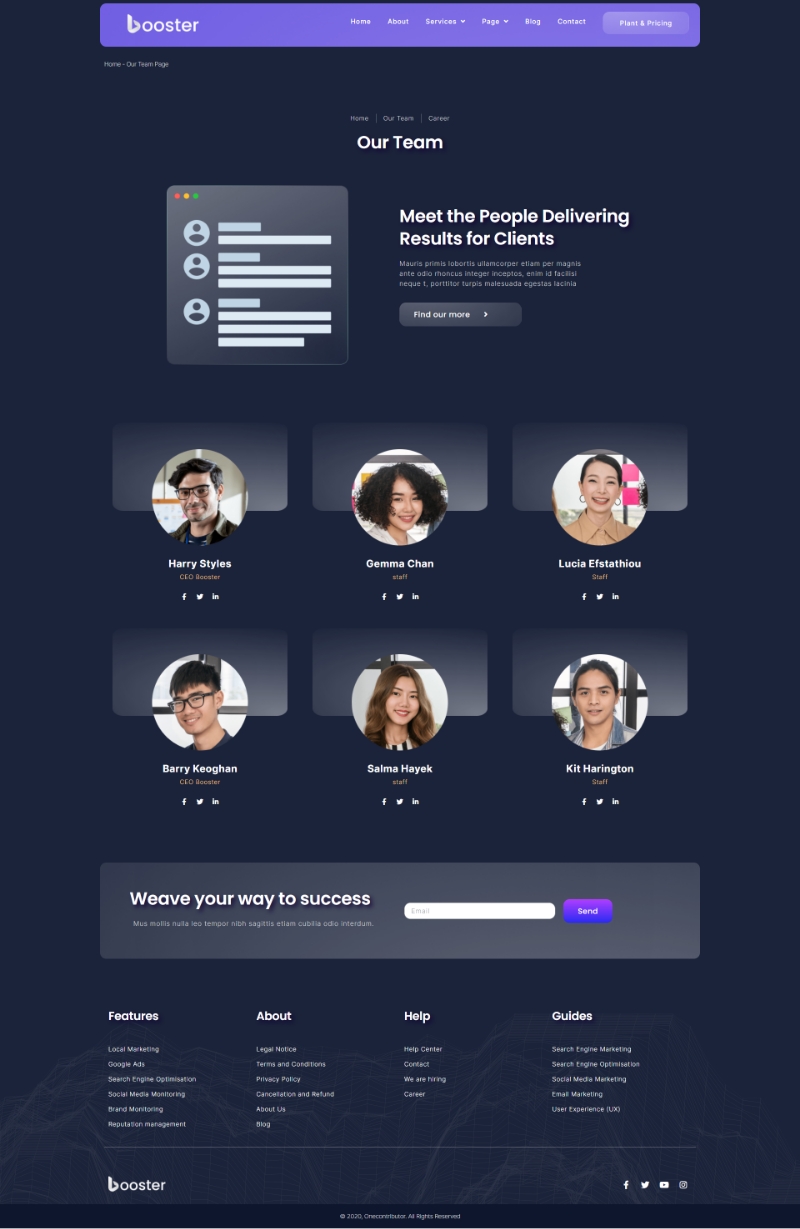 booster
Home About Services Page Blog Contact Plant & Pricing
Home - Our Team Page
Home Our Team Career
Our Team
Meet the People Delivering
Results for Clients
Mauris primis lobortis ullamcorper etiam per magnis
ante odio rhoncus integer inceptos, enim id facilisi
neque t, porttitor turpis malesuada egestas lacinia
Find our more
Harry Styles
CEO Booster
Gemma Chan
staff
Lucia Efstathiou
Staff
Barry Keoghan
CEO Booster
Salma Hayek
staff
Kit Harington
Staff
Weave your way to success
Mus mollis nulla leo tempor nibh sagittis etiam cubilia odio interdum.
Email
Send
Features
Local Marketing
Google Ads
Search Engine Optimisation
Social Media Monitoring
Brand Monitoring
Reputation management
About
Legal Notice
Terms and Conditions
Privacy Policy
Cancellation and Refund
About Us
Blog
Help
Help Center
Contact
We are hiring
Career
Guides
Search Engine Marketing
Search Engine Optimisation
Social Media Marketing
Email Marketing
User Experience (UX)
booster
© 2020, Onecontributor. All Rights Reserved